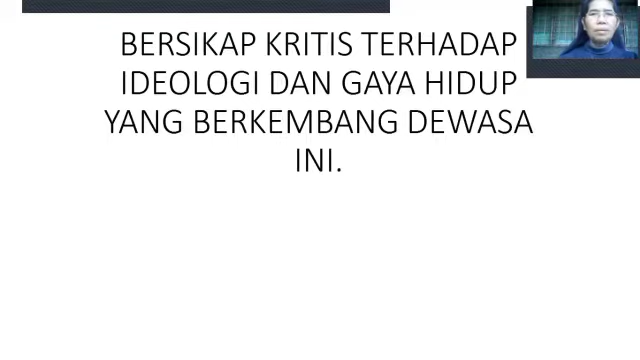 BERSIKAP KRITIS TERHADAP
IDEOLOGI DAN GAYA HIDUP
YANG BERKEMBANG DEWASA
INI.